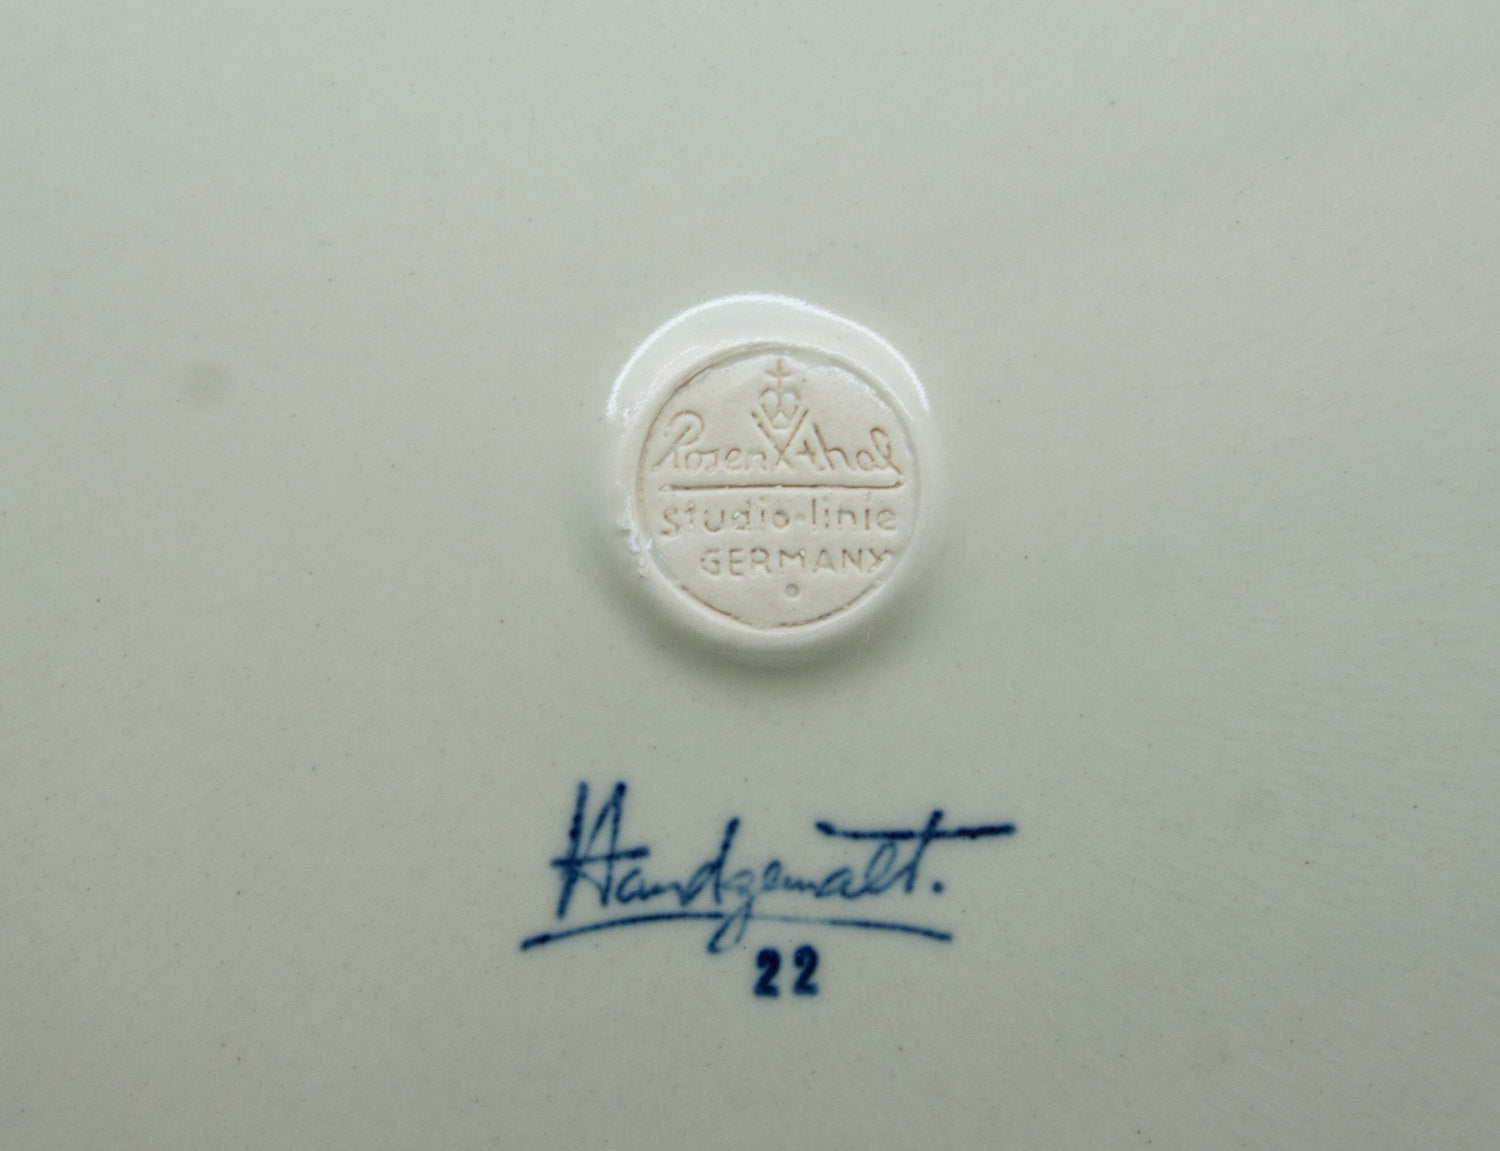 Rosenthal
studio-linie
GERMANY
Handgemalt.
22